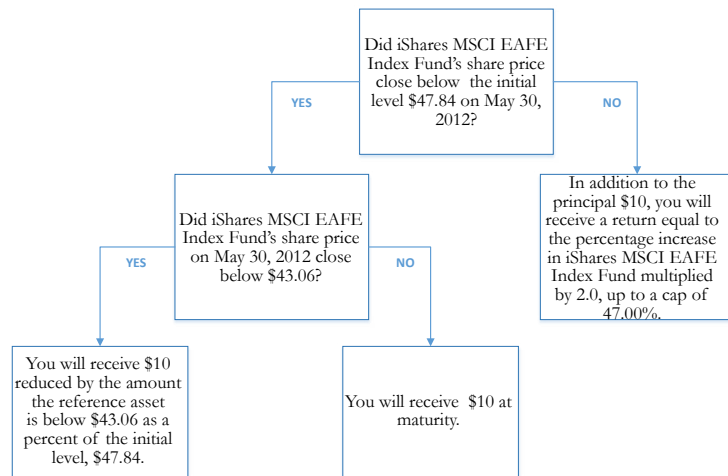 Did iShares MSCI EAFE
Index Fund's share price
close below the initial
level $47.84 on May 30,
2012?
YES
NO
Did iShares MSCI EAFE
Index Fund's share price
on May 30, 2012 close
below $43.06?
In addition to the
principal $10, you will
receive a return equal to
the percentage increase
in iShares MSCI EAFE
Index Fund multiplied
by 2.0, up to a cap of
47.00%.
YES
NO
You will receive $10
reduced by the amount
the reference asset
is below $43.06 as a
percent of the initial
level, $47.84.
You will receive $10 at
maturity.